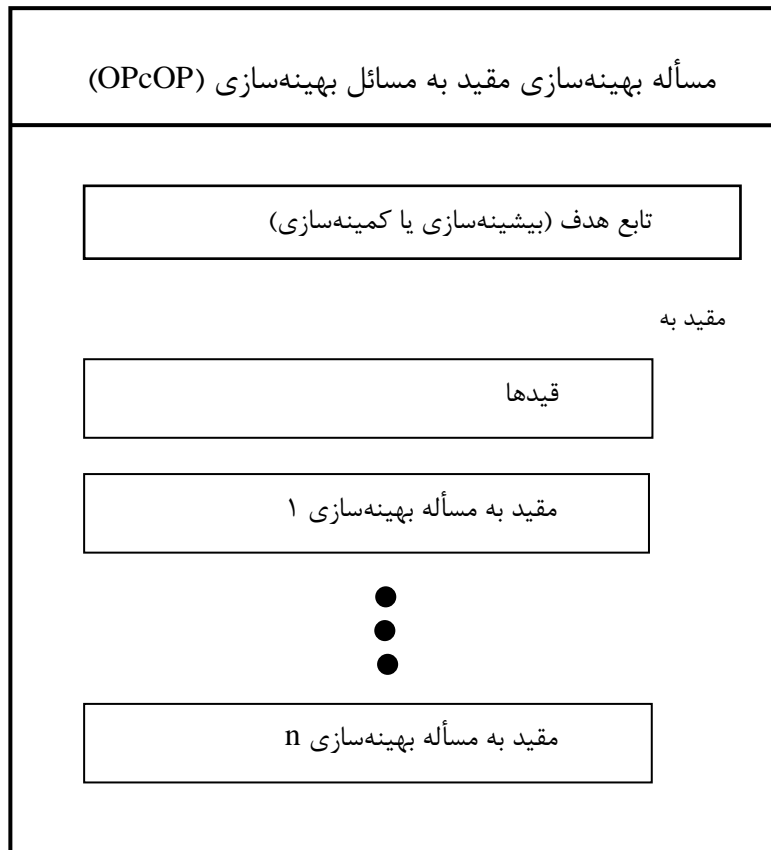 مسأله بهینه‌سازی مقید به مسائل بهینه‌سازی (OPcOP)
تابع هدف (بیشینه‌سازی یا کمینه‌سازی)
مقید به
قیدها
مقید به مسأله بهینه‌سازی ۱
مقید به مسأله بهینه‌سازی n